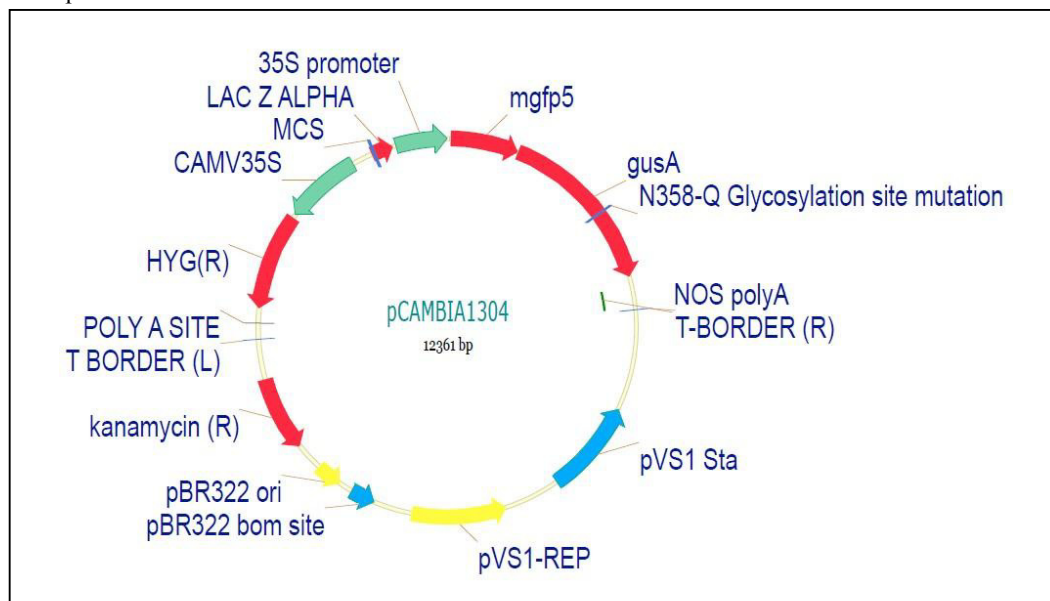 35S promoter
LAC Z ALPHA
MCS
CAMV35S
HYG(R)
POLY A SITE
T BORDER (L)
kanamycin (R)
pBR322 ori
pBR322 bom site
pVS1-REP
pVS1 Sta
T-BORDER (R)
NOS polyA
N358-Q Glycosylation site mutation
gusA
mgfp5
pCAMBIA1304
12361 bp